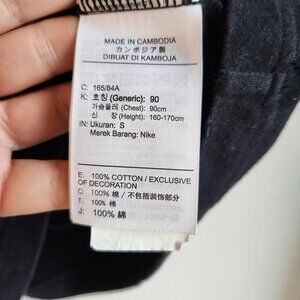 MADE IN CAMBODIA
カンボジア製
DIBUAT DI KAMBOJA
C: 165/84A
K: 호칭 (Generic): 90
가슴둘레 (Chest): 90cm
신 장 (Height): 160-170cm
IN: Ukuran: S
Merek Barang: Nike
E: 100% COTTON / EXCLUSIVE
OF DECORATION
C: 100% 棉 / 不包括装饰部分
T: 100% 棉
J: 100% 綿